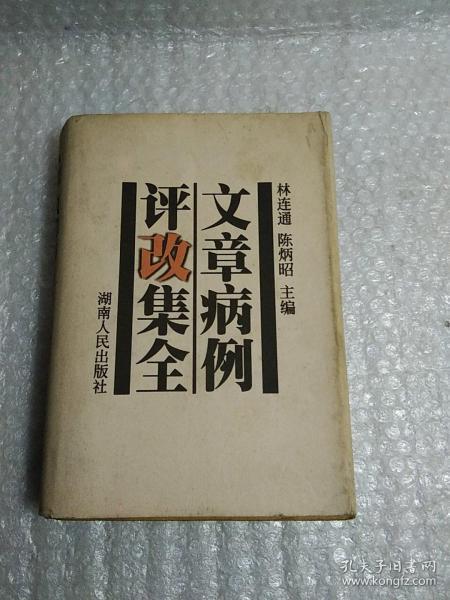 林连通 陈炳昭 主编
文章病例
评改集全
湖南人民出版社
孔夫子旧书网
www.kongfz.com